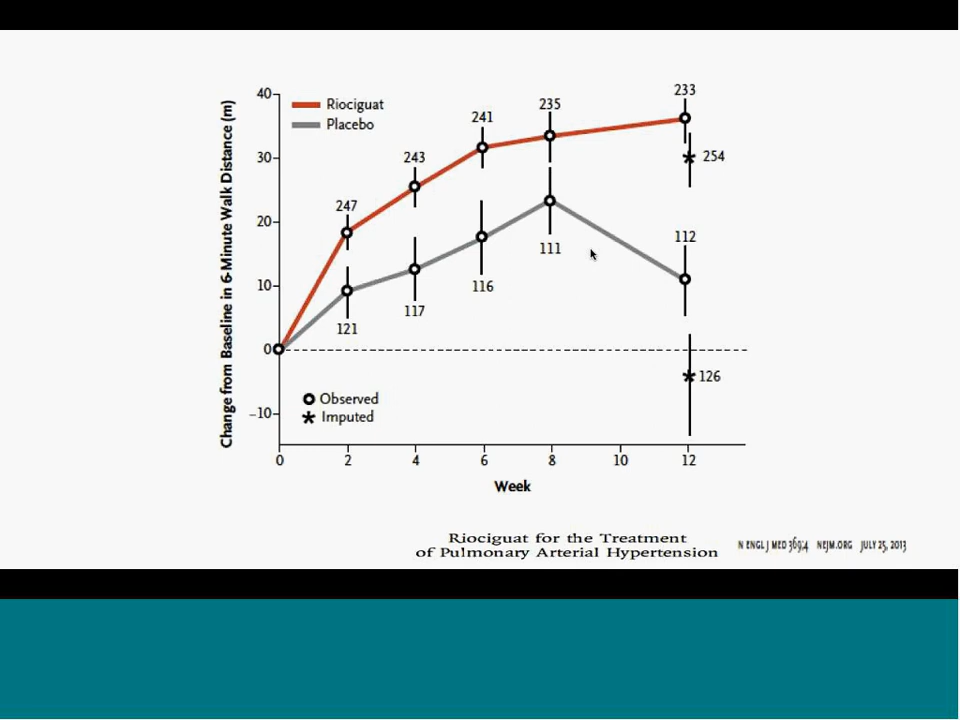 Change from Baseline in 6-Minute Walk Distance (m)
40
30
20
10
0
−10
Riociguat
Placebo
247
243
241
235
233
254
121
117
116
111
112
126
Observed
Imputed
0 2 4 6 8 10 12
Week
Riociguat for the Treatment
of Pulmonary Arterial Hypertension
N ENGL J MED 369;4 NEJM.ORG JULY 25, 2013